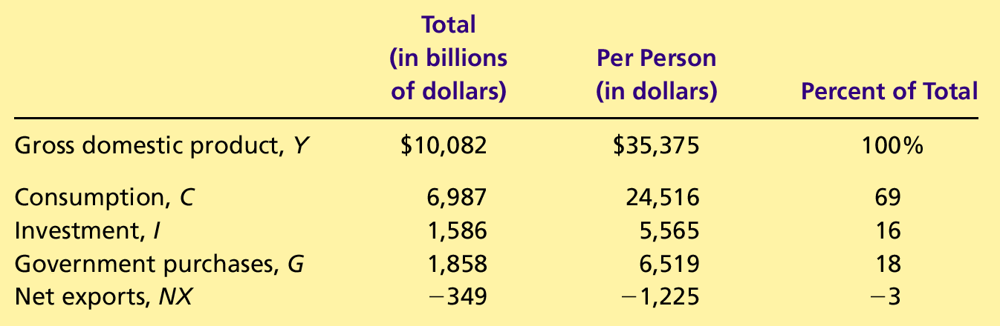 Total
(in billions Per Person
of dollars) (in dollars) Percent of Total
Gross domestic product, Y $10,082 $35,375 100%
Consumption, C 6,987 24,516 69
Investment, I 1,586 5,565 16
Government purchases, G 1,858 6,519 18
Net exports, NX −349 −1,225 −3